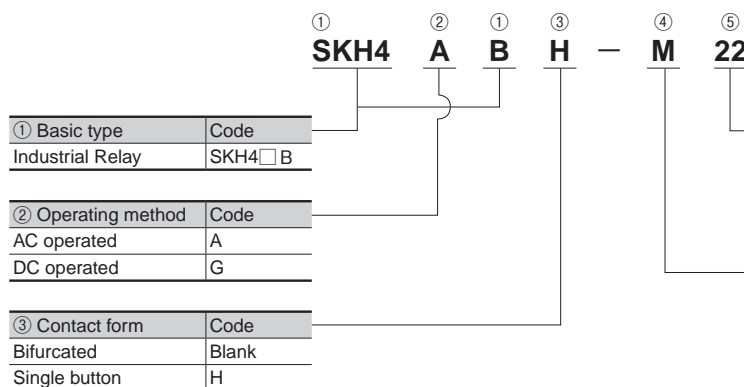 ① ② ① ③ ④ ⑤
SKH4 A B H — M 22
① Basic type Code
Industrial Relay SKH4□B
② Operating method Code
AC operated A
DC operated G
③ Contact form Code
Bifurcated Blank
Single button H